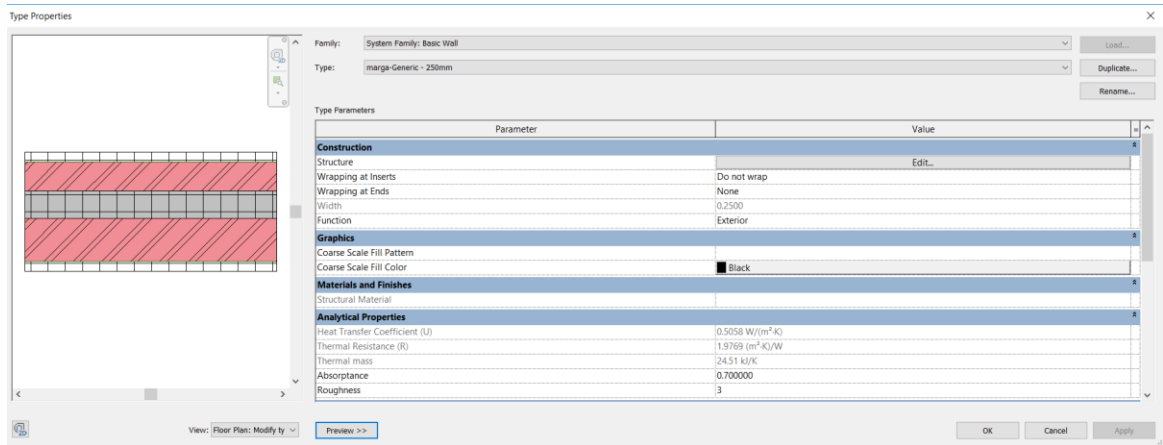 Type Properties
Family: System Family: Basic Wall Load...
Type: marga-Generic - 250mm Duplicate...
Rename...
Type Parameters
Parameter Value =
Construction
Structure Edit...
Wrapping at Inserts Do not wrap
Wrapping at Ends None
Width 0.2500
Function Exterior
Graphics
Coarse Scale Fill Pattern
Coarse Scale Fill Color Black
Materials and Finishes
Structural Material
Analytical Properties
Heat Transfer Coefficient (U) 0.5058 W/(m²·K)
Thermal Resistance (R) 1.9769 (m²·K)/W
Thermal mass 24.51 kJ/K
Absorptance 0.700000
Roughness 3
View: Floor Plan: Modify ty Preview >> OK Cancel Apply